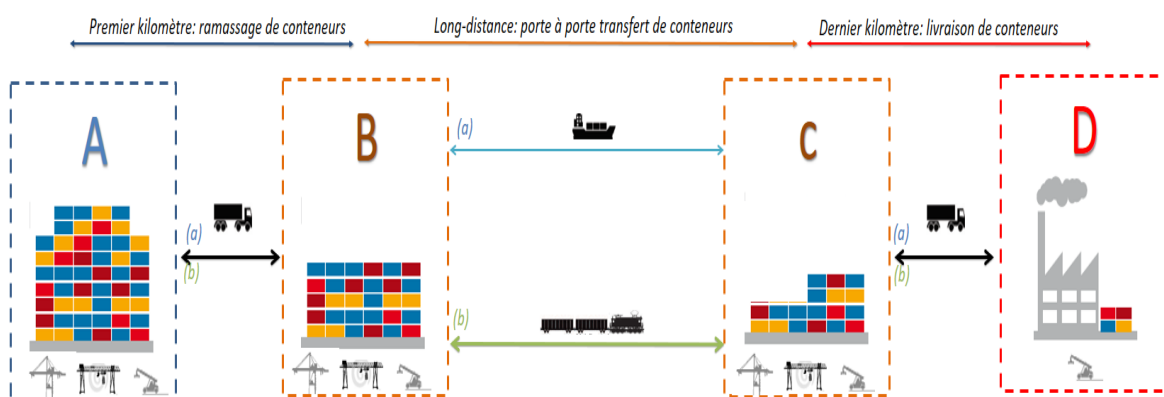 Premier kilomètre: ramassage de conteneurs
Long-distance: porte à porte transfert de conteneurs
Dernier kilomètre: livraison de conteneurs
A
B
C
D
(a)
(a)
(a)
(b)
(b)
(b)